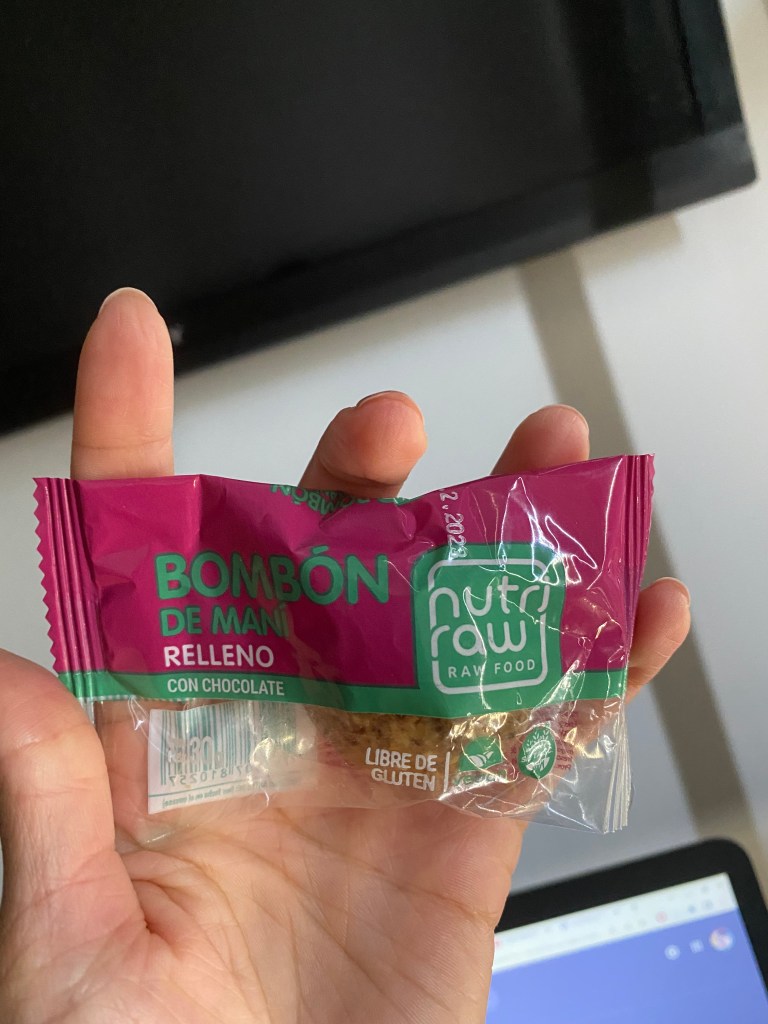 BOMBÓN
DE MANÍ
RELLENO
CON CHOCOLATE
nutri
raw
RAW FOOD
LIBRE DE
GLUTEN